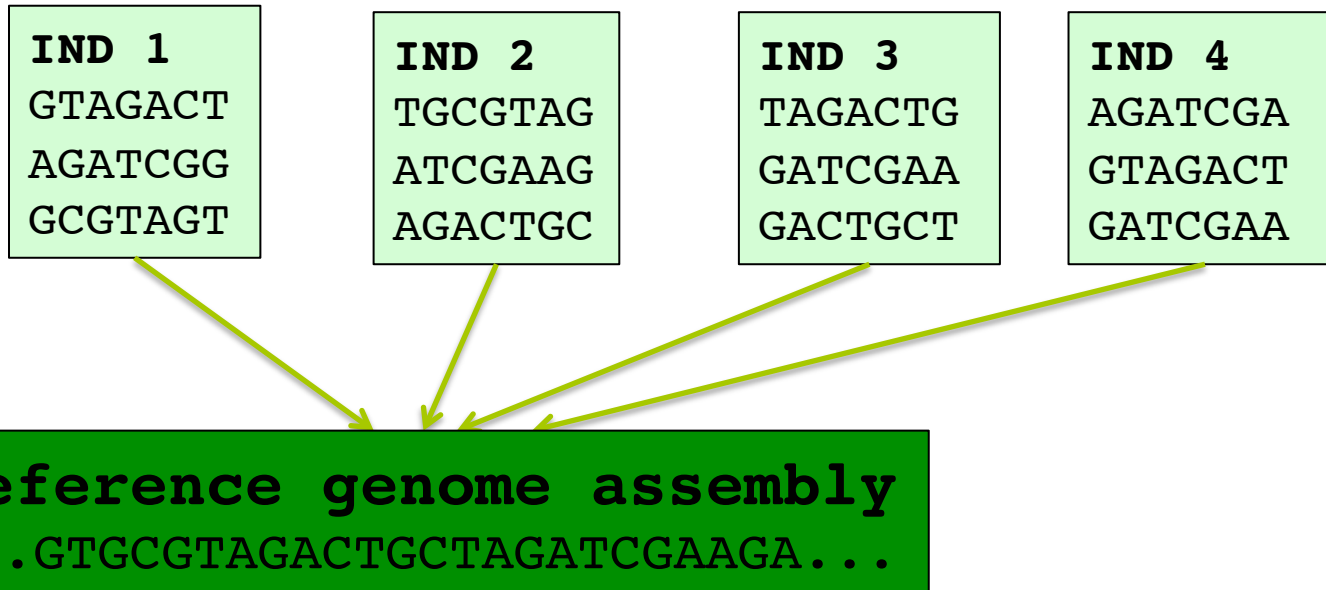 IND 1
GTAGACT
AGATCGG
GCGTAGT
IND 2
TGCGTAG
ATCGAAG
AGACTGC
IND 3
TAGACTG
GATCGAA
GACTGCT
IND 4
AGATCGA
GTAGACT
GATCGAA
eference genome assembly
.GTGCGTAGACTGCTAGATCGAAGA...